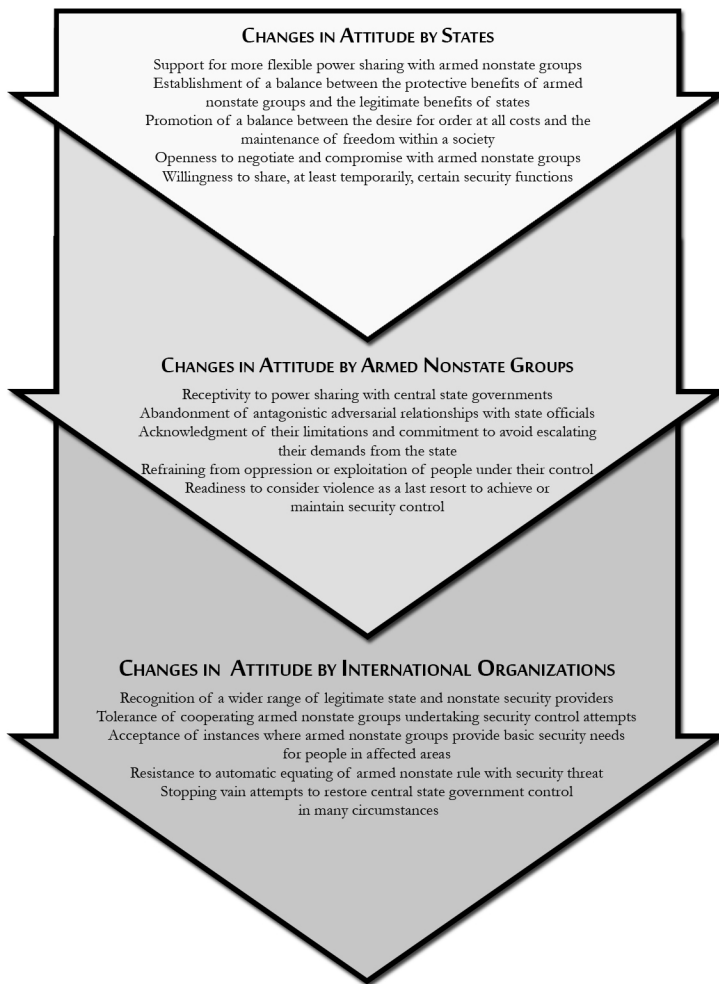 CHANGES IN ATTITUDE BY STATES
Support for more flexible power sharing with armed nonstate groups
Establishment of a balance between the protective benefits of armed
nonstate groups and the legitimate benefits of states
Promotion of a balance between the desire for order at all costs and the
maintenance of freedom within a society
Openness to negotiate and compromise with armed nonstate groups
Willingness to share, at least temporarily, certain security functions
CHANGES IN ATTITUDE BY ARMED NONSTATE GROUPS
Receptivity to power sharing with central state governments
Abandonment of antagonistic adversarial relationships with state officials
Acknowledgment of their limitations and commitment to avoid escalating
their demands from the state
Refraining from oppression or exploitation of people under their control
Readiness to consider violence as a last resort to achieve or
maintain security control
CHANGES IN ATTITUDE BY INTERNATIONAL ORGANIZATIONS
Recognition of a wider range of legitimate state and nonstate security providers
Tolerance of cooperating armed nonstate groups undertaking security control attempts
Acceptance of instances where armed nonstate groups provide basic security needs
for people in affected areas
Resistance to automatic equating of armed nonstate rule with security threat
Stopping vain attempts to restore central state government control
in many circumstances